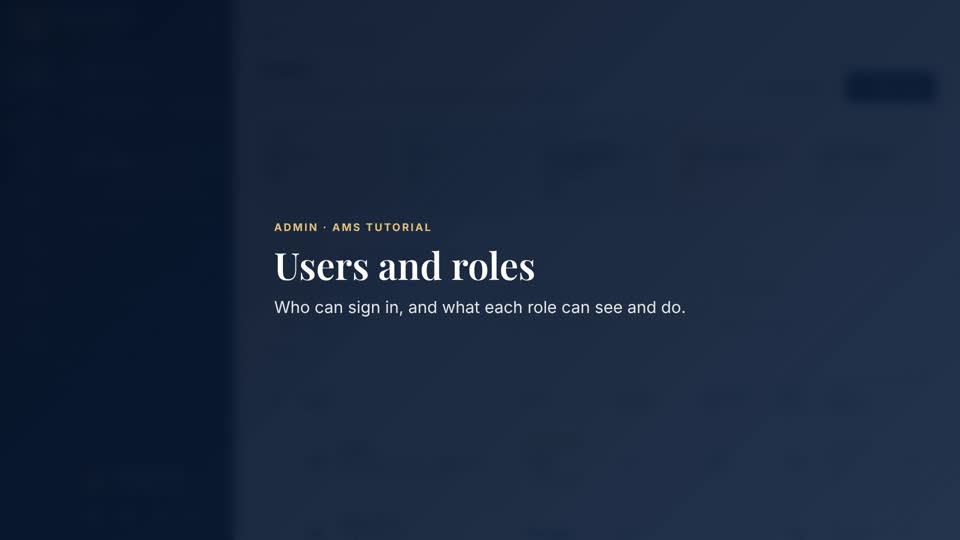 ADMIN · AMS TUTORIAL
Users and roles
Who can sign in, and what each role can see and do.